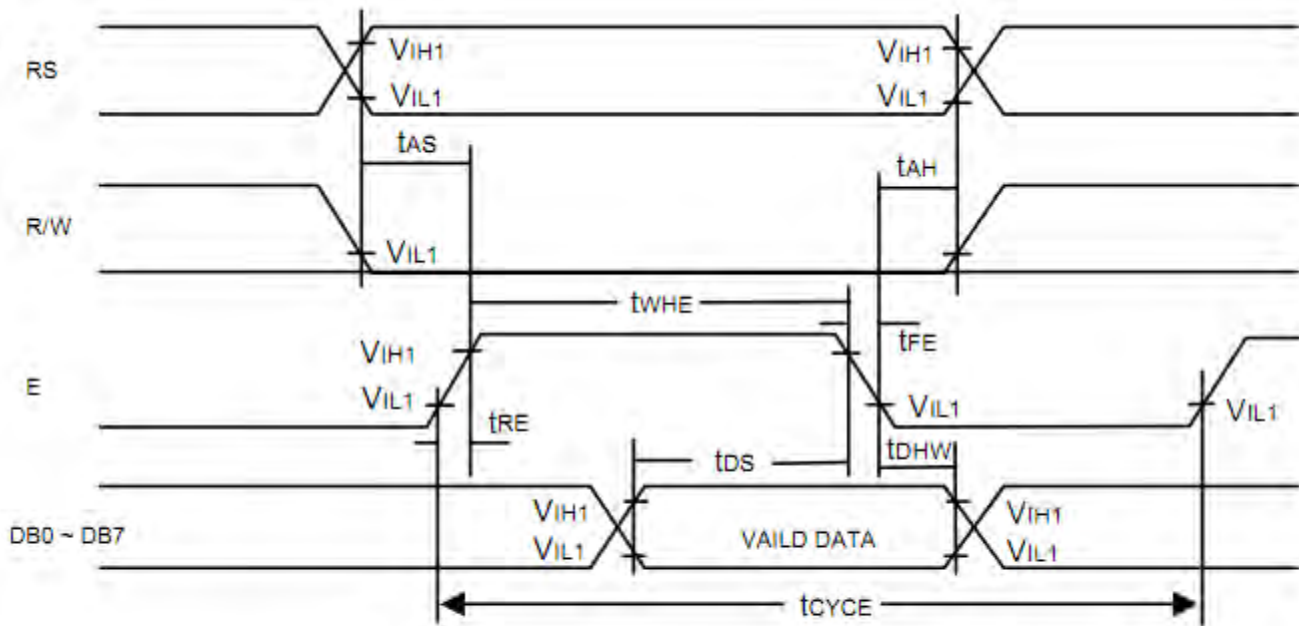 RS
VIH1
VIL1
VIH1
VIL1
tAS
tAH
R/W
VIL1
tWHE
tFE
E
VIH1
VIL1
VIL1
VIL1
tRE
tDS
tDHW
DB0 ~ DB7
VIH1
VIL1
VAILD DATA
VIH1
VIL1
tCYCE